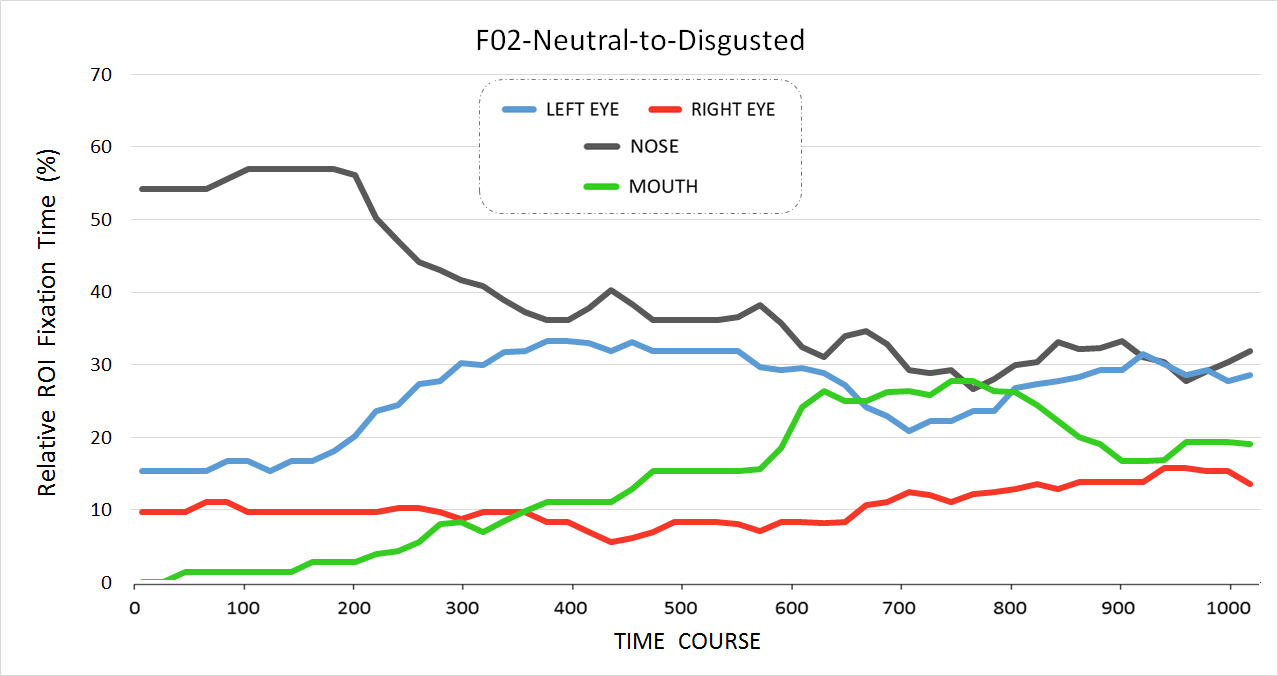 F02-Neutral-to-Disgusted
LEFT EYE RIGHT EYE
NOSE
MOUTH
Relative ROI Fixation Time (%)
70
60
50
40
30
20
10
0
0 100 200 300 400 500 600 700 800 900 1000
TIME COURSE